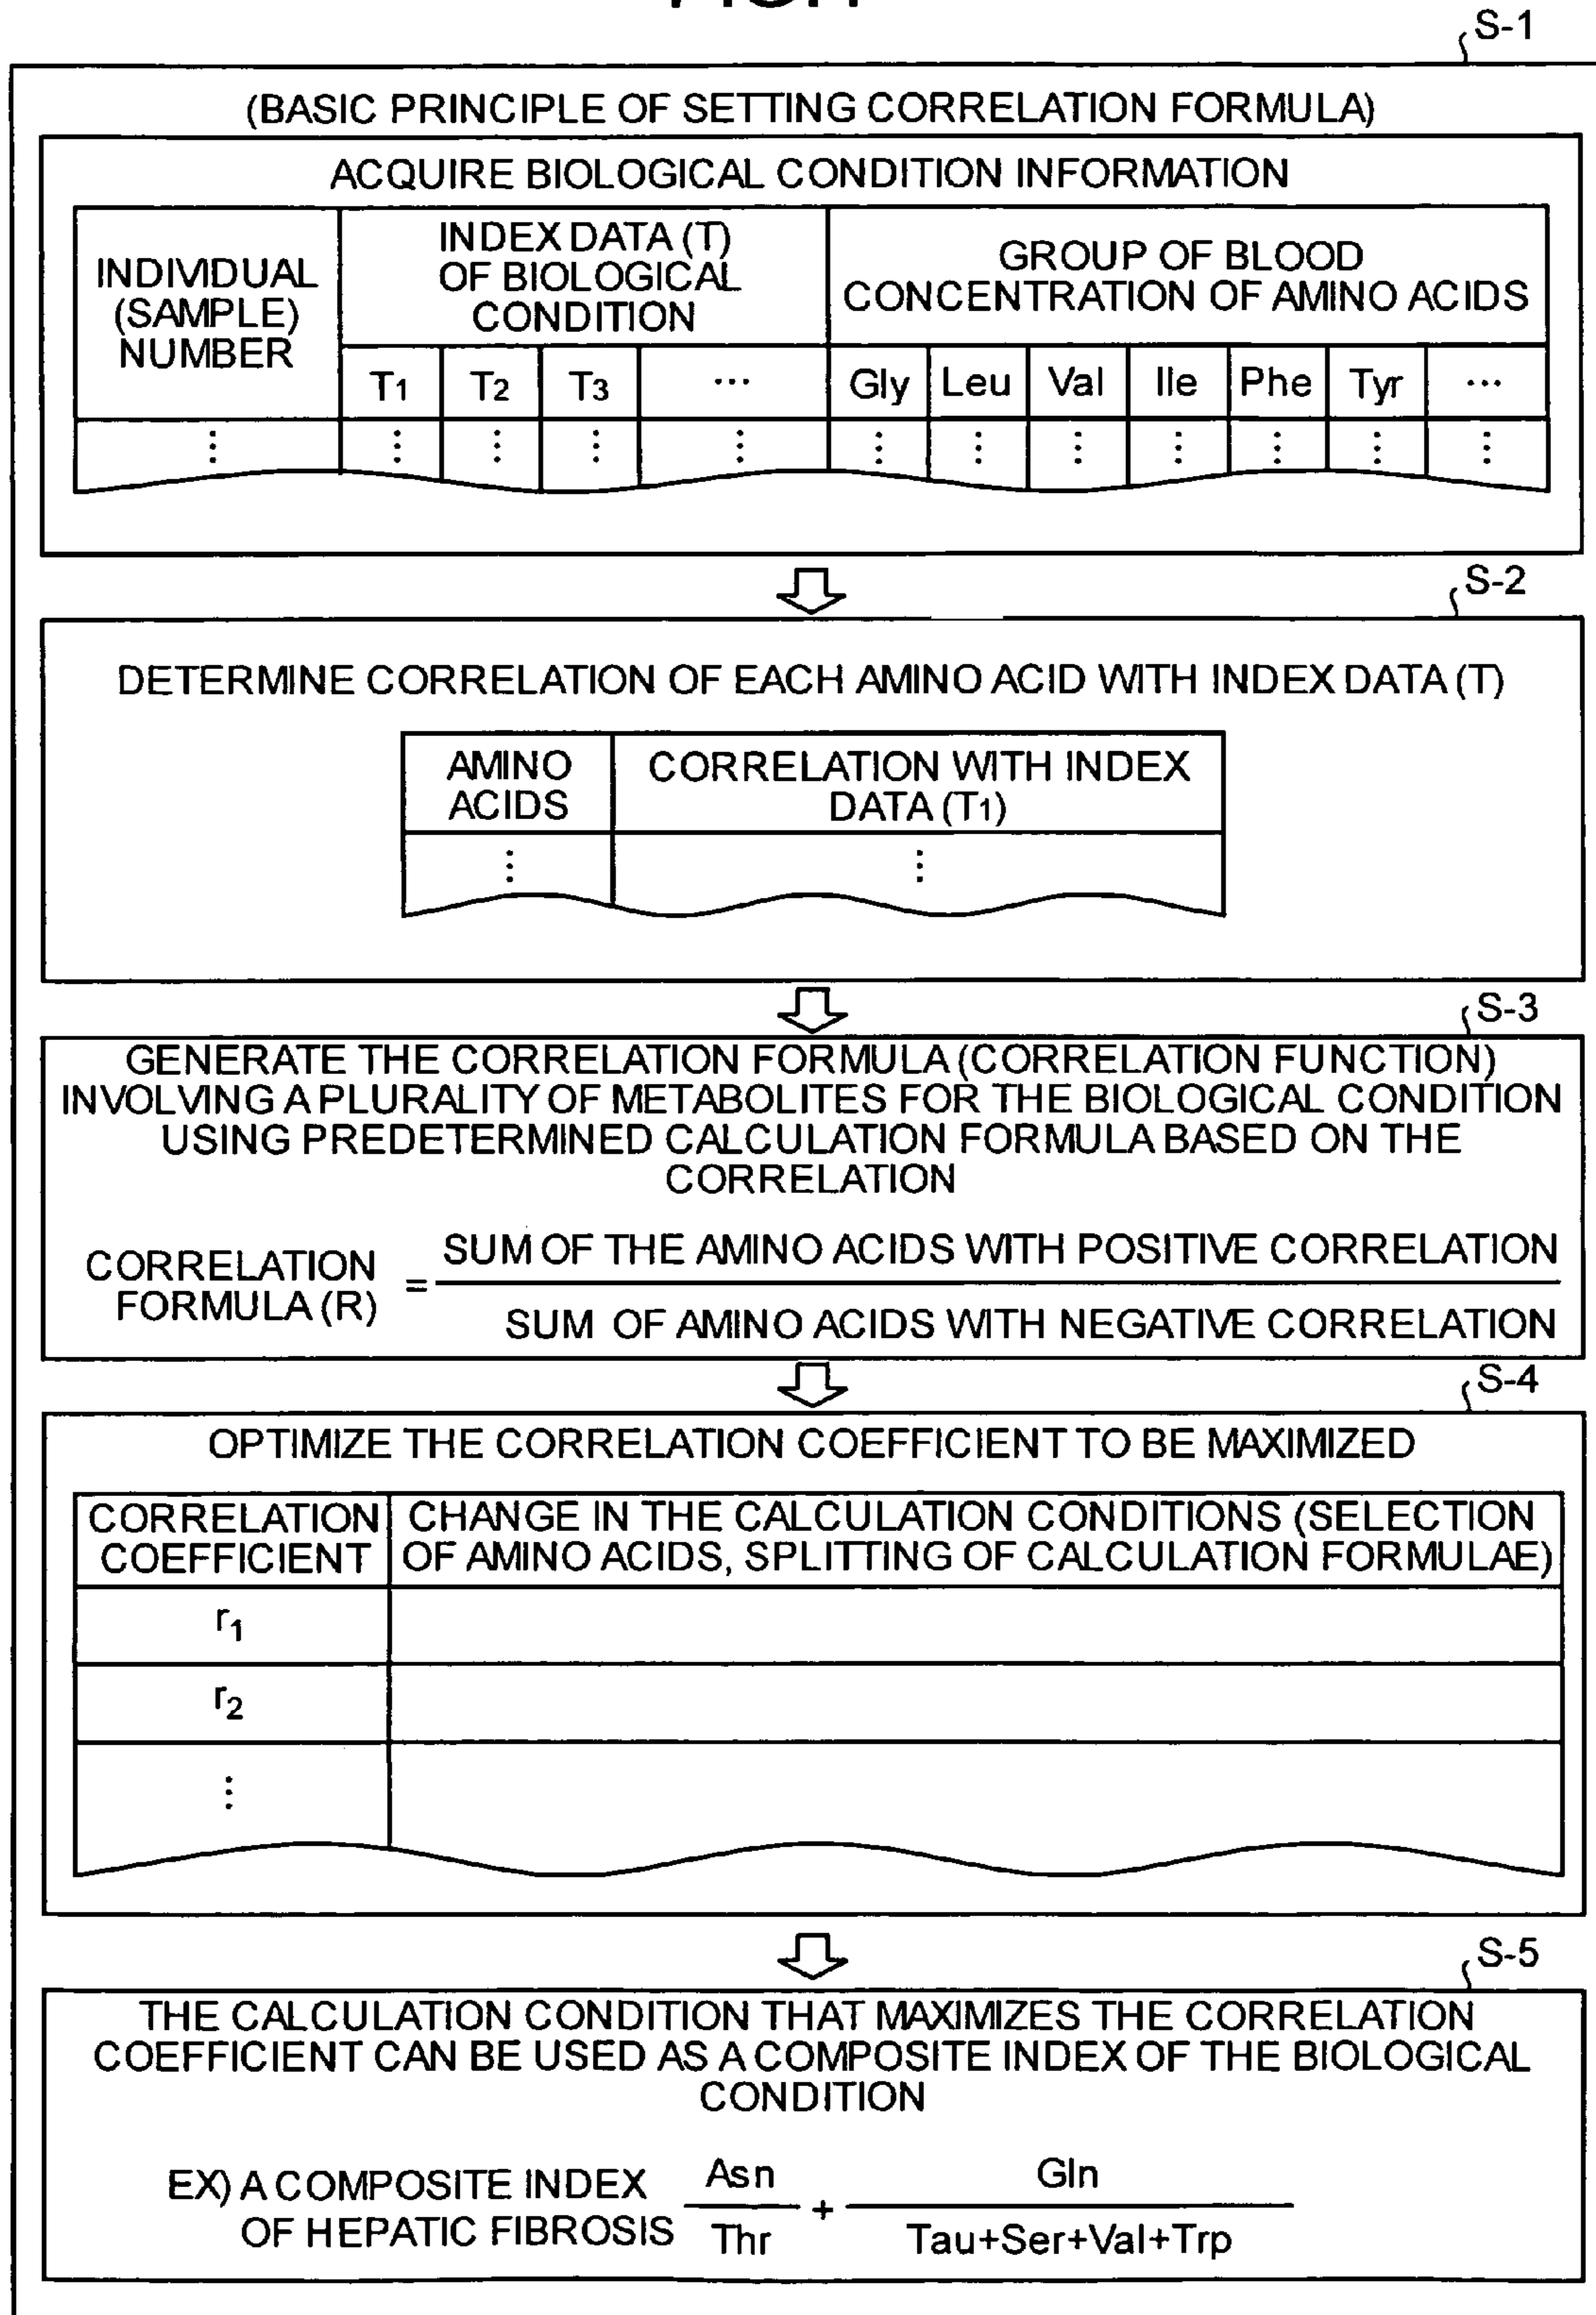 S-1
(BASIC PRINCIPLE OF SETTING CORRELATION FORMULA)
ACQUIRE BIOLOGICAL CONDITION INFORMATION
INDIVIDUAL
(SAMPLE)
NUMBER
INDEX DATA (T)
OF BIOLOGICAL
CONDITION
GROUP OF BLOOD
CONCENTRATION OF AMINO ACIDS
T1 T2 T3 ... Gly Leu Val Ile Phe Tyr ...
⋮ ⋮ ⋮ ⋮ ⋮ ⋮ ⋮ ⋮ ⋮ ⋮ ⋮ ⋮
S-2
DETERMINE CORRELATION OF EACH AMINO ACID WITH INDEX DATA (T)
AMINO
ACIDS
CORRELATION WITH INDEX
DATA (T1)
⋮ ⋮
S-3
GENERATE THE CORRELATION FORMULA (CORRELATION FUNCTION)
INVOLVING A PLURALITY OF METABOLITES FOR THE BIOLOGICAL CONDITION
USING PREDETERMINED CALCULATION FORMULA BASED ON THE
CORRELATION
CORRELATION
FORMULA (R)
=
SUM OF THE AMINO ACIDS WITH POSITIVE CORRELATION
SUM OF AMINO ACIDS WITH NEGATIVE CORRELATION
S-4
OPTIMIZE THE CORRELATION COEFFICIENT TO BE MAXIMIZED
CORRELATION
COEFFICIENT
CHANGE IN THE CALCULATION CONDITIONS (SELECTION
OF AMINO ACIDS, SPLITTING OF CALCULATION FORMULAE)
r1
r2
⋮
S-5
THE CALCULATION CONDITION THAT MAXIMIZES THE CORRELATION
COEFFICIENT CAN BE USED AS A COMPOSITE INDEX OF THE BIOLOGICAL
CONDITION
EX) A COMPOSITE INDEX
OF HEPATIC FIBROSIS
Asn
Thr
+
Gln
Tau+Ser+Val+Trp